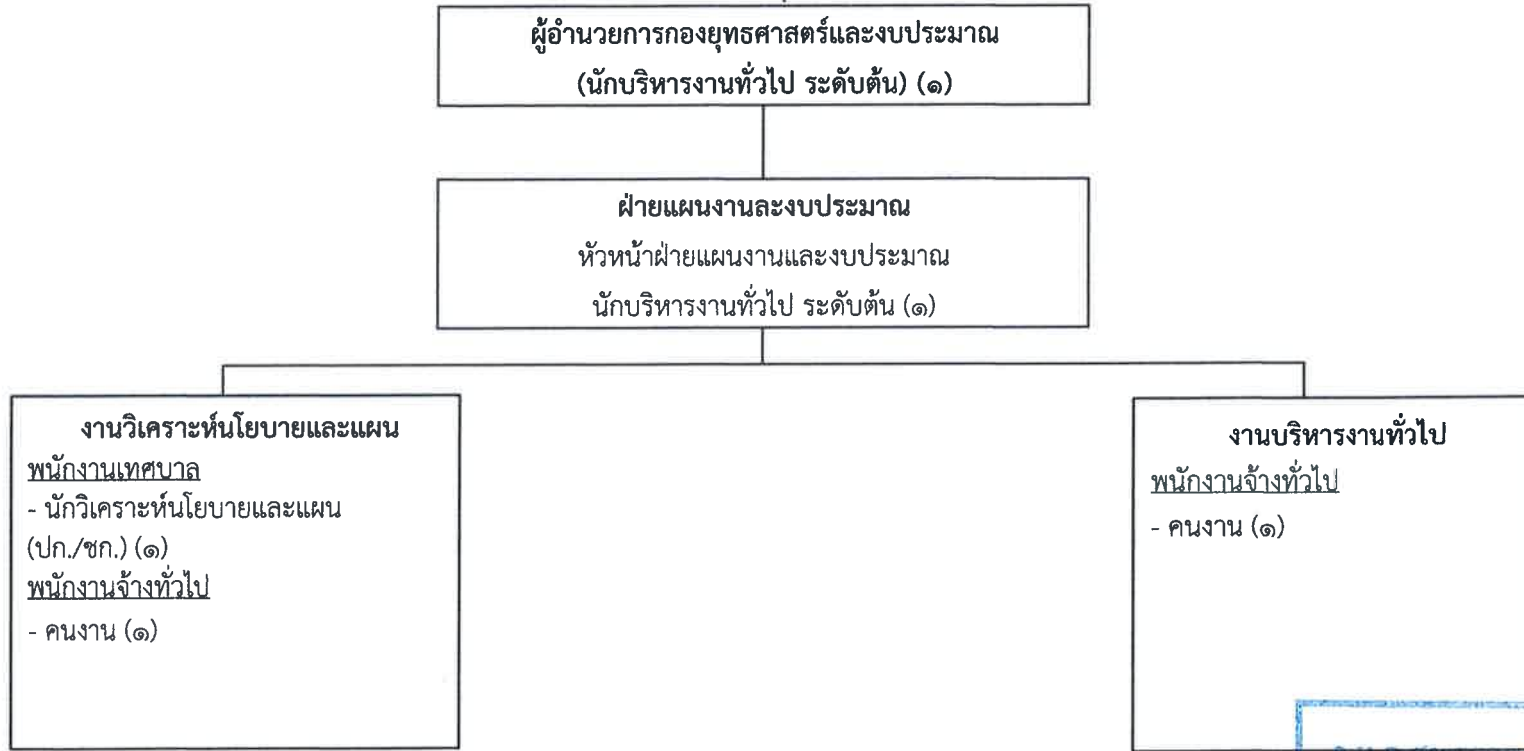 ผู้อำนวยการกองยุทธศาสตร์และงบประมาณ
(นักบริหารงานทั่วไป ระดับต้น) (๑)
ฝ่ายแผนงานละงบประมาณ
หัวหน้าฝ่ายแผนงานและงบประมาณ
นักบริหารงานทั่วไป ระดับต้น (๑)
งานวิเคราะห์นโยบายและแผน
พนักงานเทศบาล
- นักวิเคราะห์นโยบายและแผน
(ปก./ชก.) (๑)
พนักงานจ้างทั่วไป
- คนงาน (๑)
งานบริหารงานทั่วไป
พนักงานจ้างทั่วไป
- คนงาน (๑)